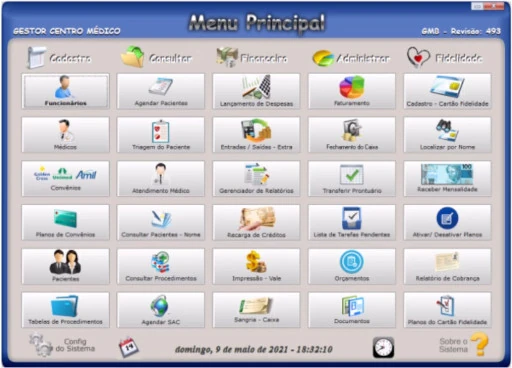 Menu Principal
GESTOR CENTRO MÉDICO
GMB - Revisão: 493
Cadastro
Consultar
Financeiro
Administrar
Fidelidade
Funcionários
Agendar Pacientes
Lançamento de Despesas
Faturamento
Cadastro - Cartão Fidelidade
Médicos
Triagem do Paciente
Entradas / Saídas - Extra
Fechamento do Caixa
Localizar por Nome
Golden Cross Unimed Amil
Convênios
Atendimento Médico
Gerenciador de Relatórios
Transferir Prontuário
Receber Mensalidade
Planos de Convênios
Consultar Pacientes - Nome
Recarga de Créditos
Lista de Tarefas Pendentes
Ativar/ Desativar Planos
Pacientes
Consultar Procedimentos
Impressão - Vale
Orçamentos
Relatório de Cobrança
Tabelas de Procedimentos
Agendar SAC
Sangria - Caixa
Documentos
Planos do Cartão Fidelidade
Config
do Sistema
domingo, 9 de maio de 2021 - 18:32:10
Sobre o
Sistema